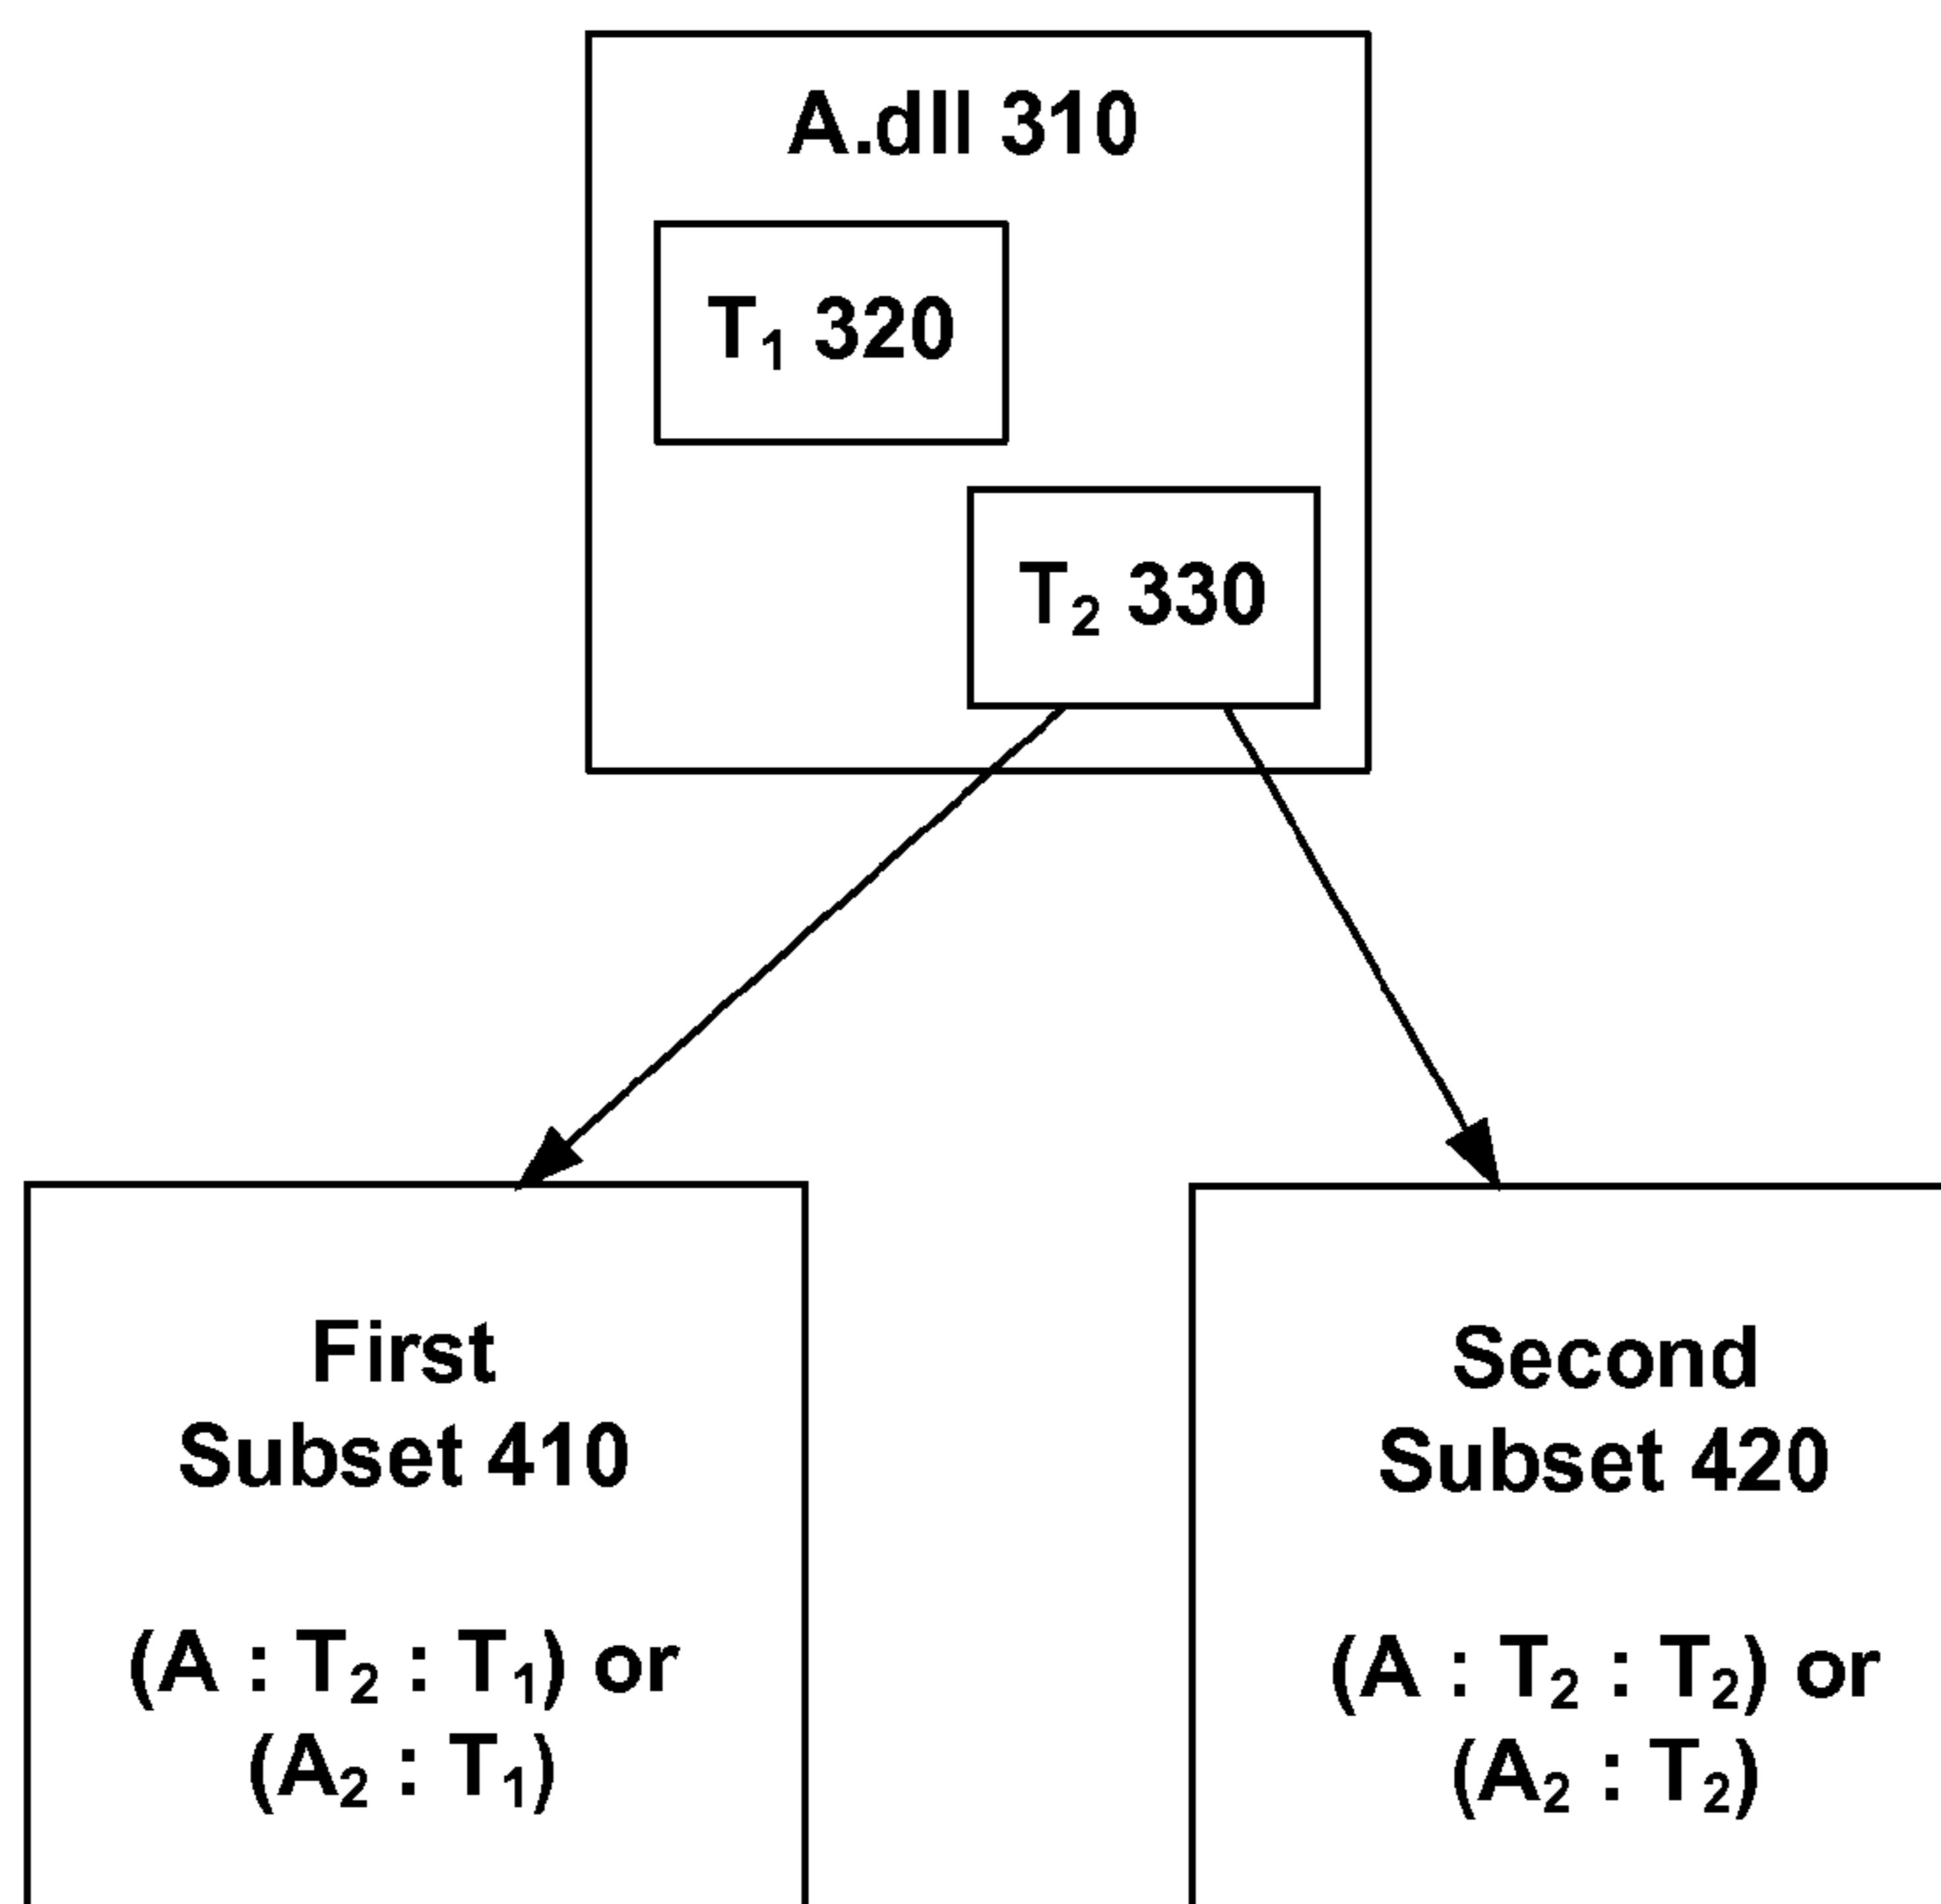 A.dll 310
T₁ 320
T₂ 330
First
Subset 410
(A : T₂ : T₁) or
(A₂ : T₁)
Second
Subset 420
(A : T₂ : T₂) or
(A₂ : T₂)